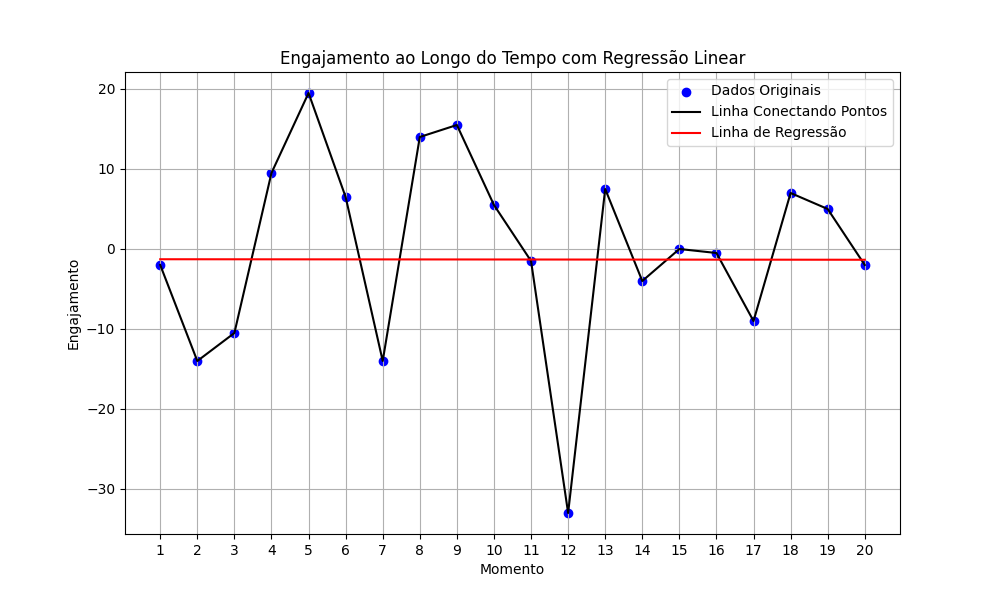 Engajamento ao Longo do Tempo com Regressão Linear
Dados Originais
Linha Conectando Pontos
Linha de Regressão
20
10
0
−10
−20
−30
Engajamento
1 2 3 4 5 6 7 8 9 10 11 12 13 14 15 16 17 18 19 20
Momento